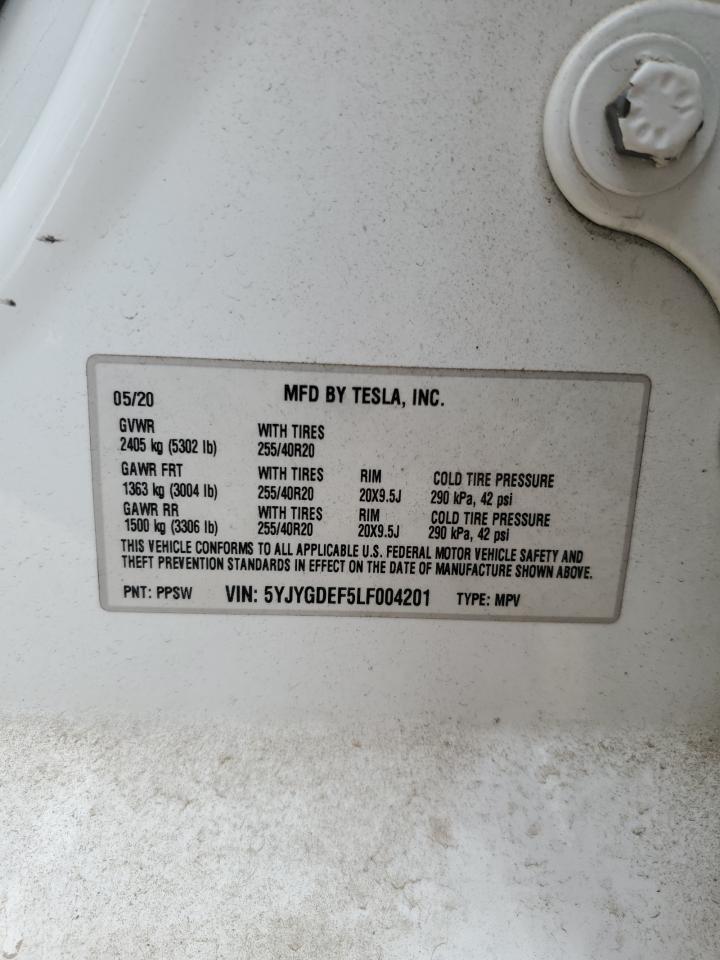 05/20 MFD BY TESLA, INC.
GVWR WITH TIRES
2405 kg (5302 lb) 255/40R20
GAWR FRT WITH TIRES RIM COLD TIRE PRESSURE
1363 kg (3004 lb) 255/40R20 20X9.5J 290 kPa, 42 psi
GAWR RR WITH TIRES RIM COLD TIRE PRESSURE
1500 kg (3306 lb) 255/40R20 20X9.5J 290 kPa, 42 psi
THIS VEHICLE CONFORMS TO ALL APPLICABLE U.S. FEDERAL MOTOR VEHICLE SAFETY AND
THEFT PREVENTION STANDARDS IN EFFECT ON THE DATE OF MANUFACTURE SHOWN ABOVE.
PNT: PPSW VIN: 5YJYGDEF5LF004201 TYPE: MPV